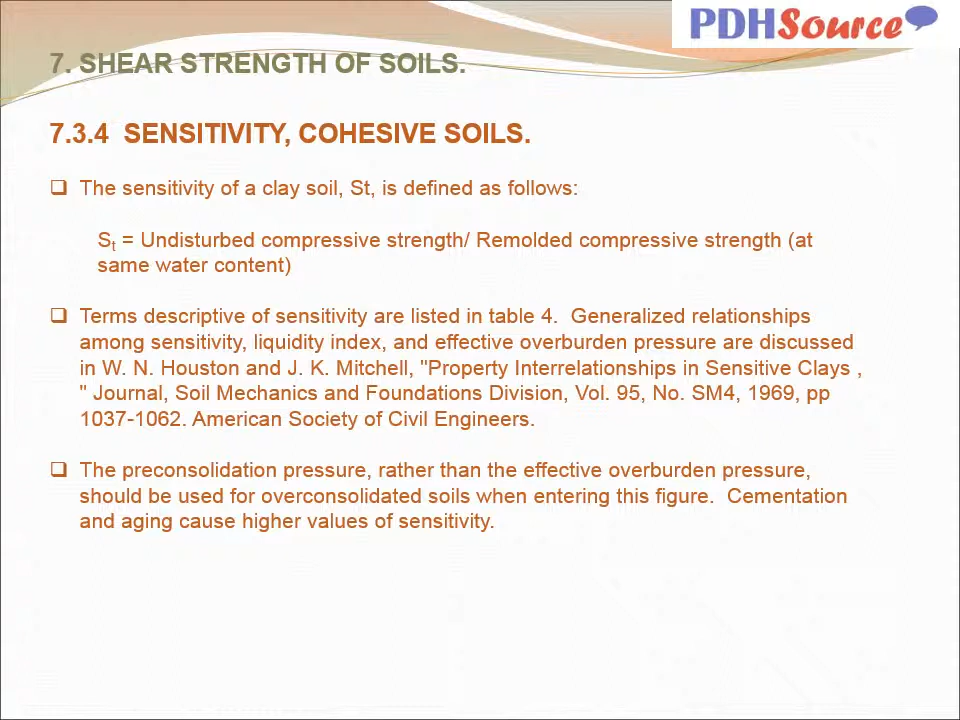 PDHSource
7. SHEAR STRENGTH OF SOILS.
7.3.4 SENSITIVITY, COHESIVE SOILS.
❑ The sensitivity of a clay soil, St, is defined as follows:
St = Undisturbed compressive strength/ Remolded compressive strength (at
same water content)
❑ Terms descriptive of sensitivity are listed in table 4. Generalized relationships
among sensitivity, liquidity index, and effective overburden pressure are discussed
in W. N. Houston and J. K. Mitchell, "Property Interrelationships in Sensitive Clays ,
" Journal, Soil Mechanics and Foundations Division, Vol. 95, No. SM4, 1969, pp
1037-1062. American Society of Civil Engineers.
❑ The preconsolidation pressure, rather than the effective overburden pressure,
should be used for overconsolidated soils when entering this figure. Cementation
and aging cause higher values of sensitivity.